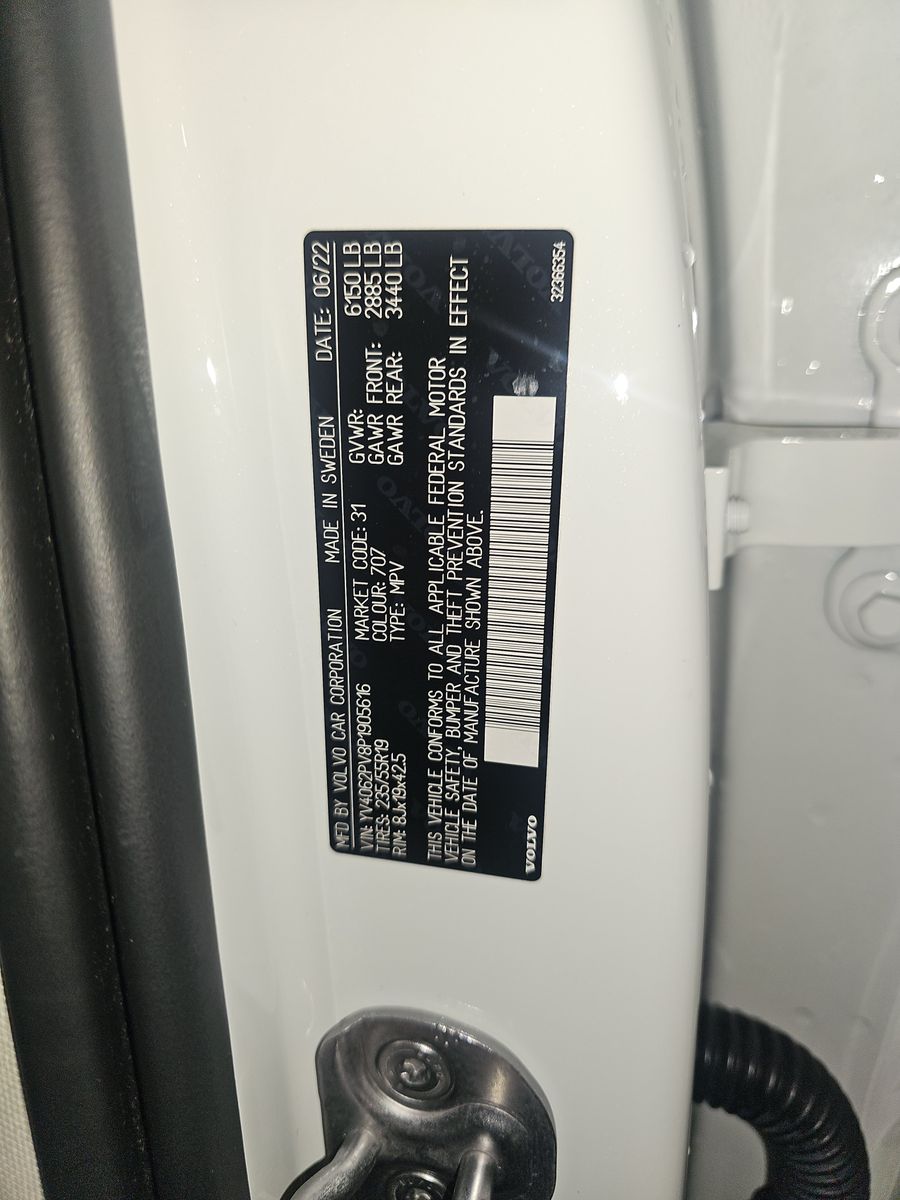 MFD BY VOLVO CAR CORPORATION MADE IN SWEDEN DATE: 06/22
VIN: YV4062PV8P1905616 MARKET CODE: 31 GVWR: 6150 LB
TIRES: 235/55R19 COLOUR: 707 GAWR FRONT: 2885 LB
RIM: 8Jx19x42.5 TYPE: MPV GAWR REAR: 3440 LB
THIS VEHICLE CONFORMS TO ALL APPLICABLE FEDERAL MOTOR
VEHICLE SAFETY, BUMPER AND THEFT PREVENTION STANDARDS IN EFFECT
ON THE DATE OF MANUFACTURE SHOWN ABOVE.
VOLVO 32366354